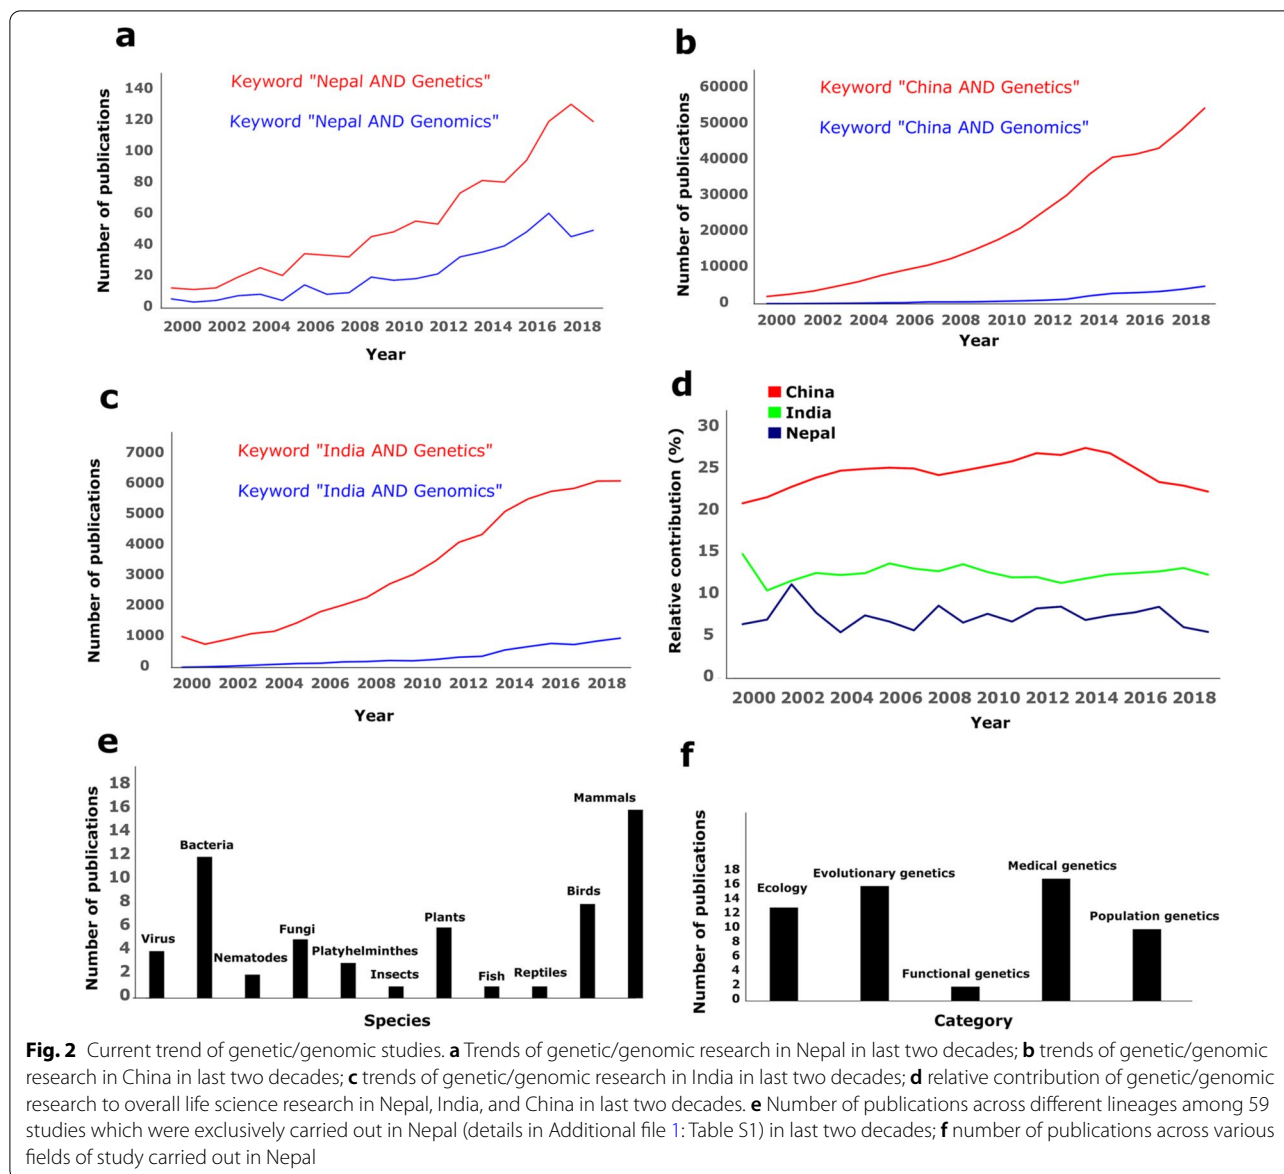 a
Keyword "Nepal AND Genetics"
Keyword "Nepal AND Genomics"
Number of publications
140
120
100
80
60
40
20
0
2000 2002 2004 2006 2008 2010 2012 2014 2016 2018
Year
b
Keyword "China AND Genetics"
Keyword "China AND Genomics"
Number of publications
60000
50000
40000
30000
20000
10000
0
2000 2002 2004 2006 2008 2010 2012 2014 2016 2018
Year
c
Keyword "India AND Genetics"
Keyword "India AND Genomics"
Number of publications
7000
6000
5000
4000
3000
2000
1000
0
2000 2002 2004 2006 2008 2010 2012 2014 2016 2018
Year
d
China
India
Nepal
Relative contribution (%)
30
25
20
15
10
5
0
2000 2002 2004 2006 2008 2010 2012 2014 2016 2018
Year
e
Number of publications
18
16
14
12
10
8
6
4
2
0
Virus
Bacteria
Nematodes
Fungi
Platyhelminthes
Insects
Plants
Fish
Reptiles
Birds
Mammals
Species
f
Number of publications
18
16
14
12
10
8
6
4
2
0
Ecology
Evolutionary genetics
Functional genetics
Medical genetics
Population genetics
Category
Fig. 2 Current trend of genetic/genomic studies. a Trends of genetic/genomic research in Nepal in last two decades; b trends of genetic/genomic
research in China in last two decades; c trends of genetic/genomic research in India in last two decades; d relative contribution of genetic/genomic
research to overall life science research in Nepal, India, and China in last two decades. e Number of publications across different lineages among 59
studies which were exclusively carried out in Nepal (details in Additional file 1: Table S1) in last two decades; f number of publications across various
fields of study carried out in Nepal